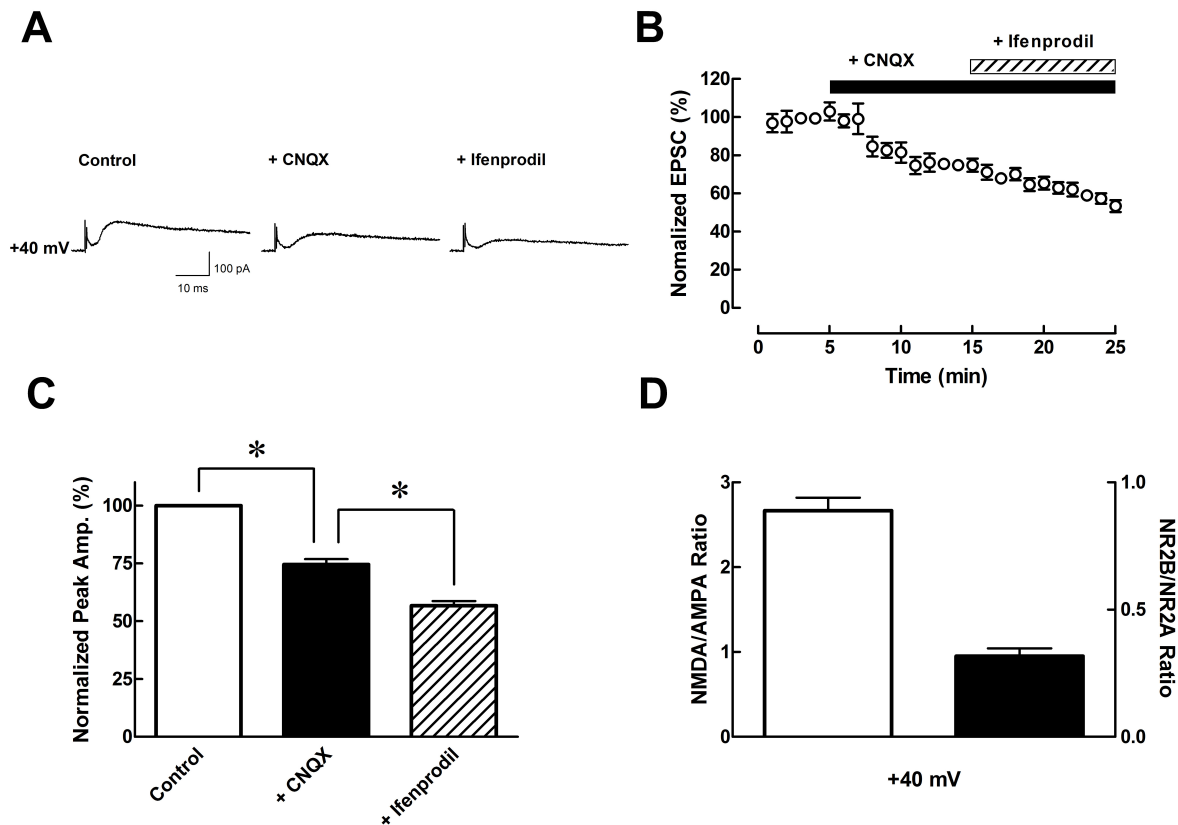 A
Control
+ CNQX
+ Ifenprodil
+40 mV
100 pA
10 ms
B
+ Ifenprodil
+ CNQX
Nomalized EPSC (%)
120
100
80
60
40
20
0
0 5 10 15 20 25
Time (min)
C
Normalized Peak Amp. (%)
100
75
50
25
0
*
*
Control
+ CNQX
+ Ifenprodil
D
NMDA/AMPA Ratio
3
2
1
0
1.0
0.5
0.0
NR2B/NR2A Ratio
+40 mV